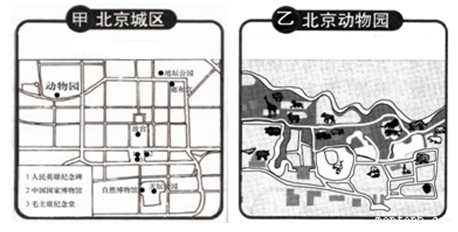 甲 北京城区
地坛公园
雍和宫
动物园
故宫
1 人民英雄纪念碑
2 中国国家博物馆
3 毛主席纪念堂
自然博物馆
天坛公园
乙 北京动物园